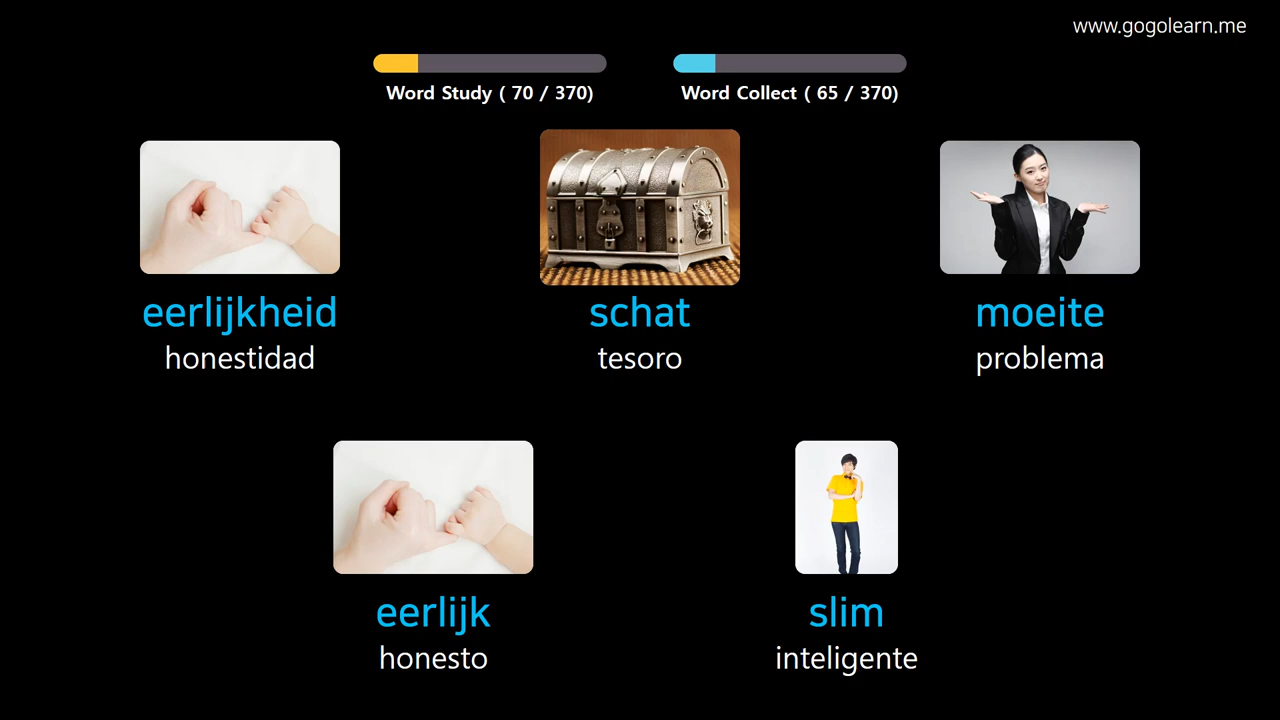 www.gogolearn.me
Word Study ( 70 / 370)
Word Collect ( 65 / 370)
eerlijkheid
honestidad
schat
tesoro
moeite
problema
eerlijk
honesto
slim
inteligente